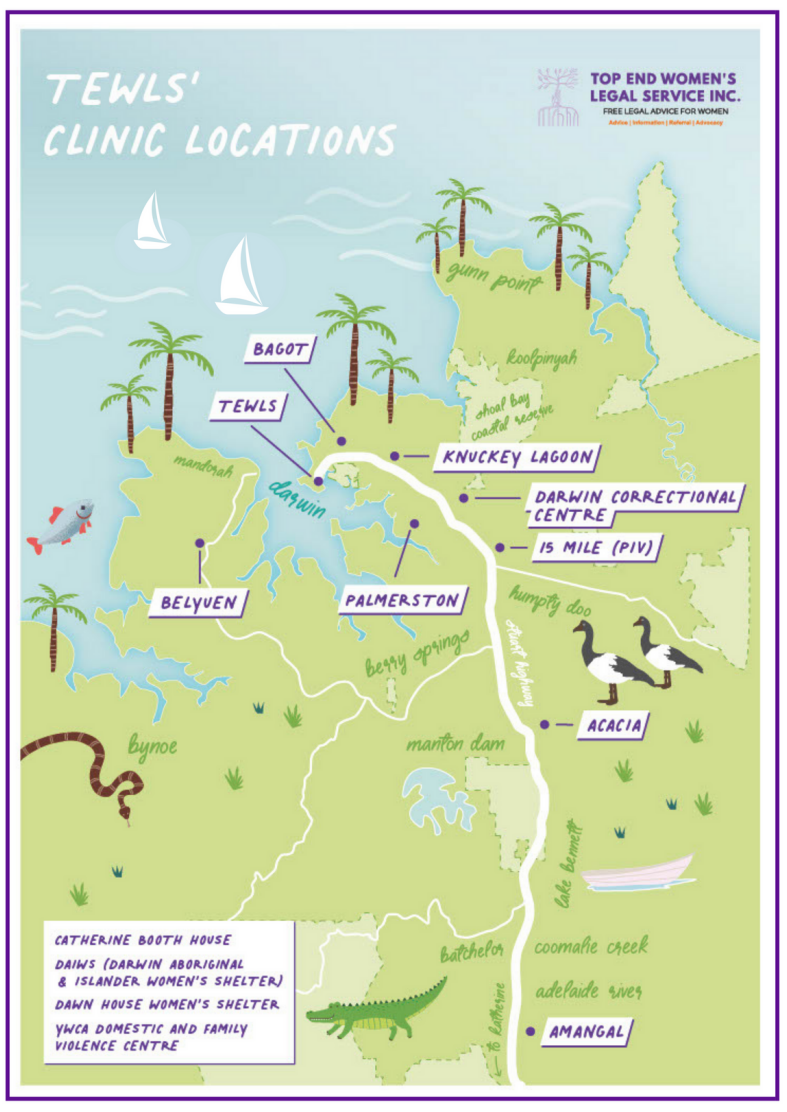 TEWLS'
CLINIC LOCATIONS
TOP END WOMEN'S
LEGAL SERVICE INC.
FREE LEGAL ADVICE FOR WOMEN
Advice | Information | Referral | Advocacy
gunn point
koolpinyah
BAGOT
shoal bay
coastal reserve
TEWLS
KNUCKEY LAGOON
mandorah
darwin
DARWIN CORRECTIONAL
CENTRE
15 MILE (PIV)
BELYUEN
PALMERSTON
humpty doo
stuart highway
berry springs
ACACIA
bynoe
manton dam
lake bennett
CATHERINE BOOTH HOUSE
DAIWS (DARWIN ABORIGINAL
& ISLANDER WOMEN'S SHELTER)
DAWN HOUSE WOMEN'S SHELTER
YWCA DOMESTIC AND FAMILY
VIOLENCE CENTRE
batchelor
coomalie creek
adelaide river
← to katherine
AMANGAL